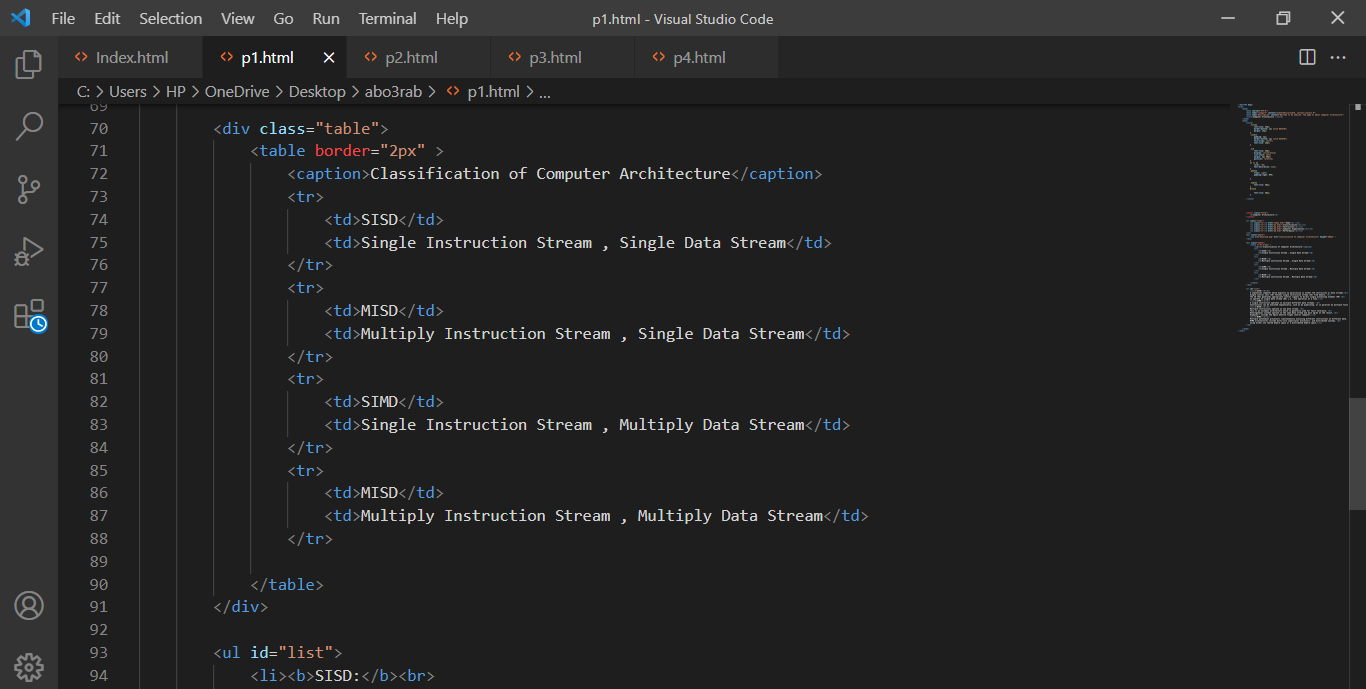 File Edit Selection View Go Run Terminal Help p1.html - Visual Studio Code
Index.html p1.html p2.html p3.html p4.html
C: > Users > HP > OneDrive > Desktop > abo3rab > p1.html > ...
69
70 <div class="table">
71 <table border="2px" >
72 <caption>Classification of Computer Architecture</caption>
73 <tr>
74 <td>SISD</td>
75 <td>Single Instruction Stream , Single Data Stream</td>
76 </tr>
77 <tr>
78 <td>MISD</td>
79 <td>Multiply Instruction Stream , Single Data Stream</td>
80 </tr>
81 <tr>
82 <td>SIMD</td>
83 <td>Single Instruction Stream , Multiply Data Stream</td>
84 </tr>
85 <tr>
86 <td>MISD</td>
87 <td>Multiply Instruction Stream , Multiply Data Stream</td>
88 </tr>
89
90 </table>
91 </div>
92
93 <ul id="list">
94 <li><b>SISD:</b><br>